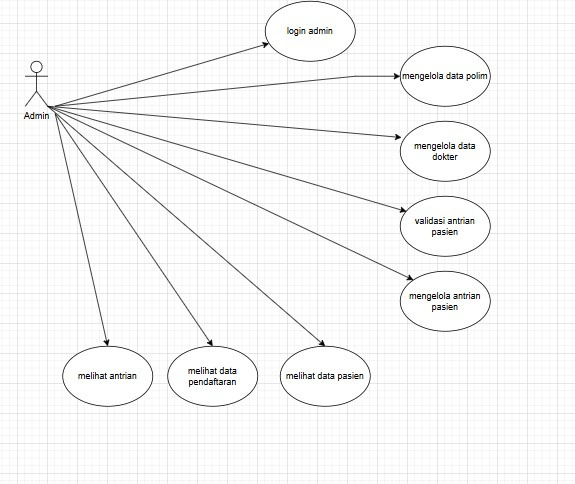 login admin
mengelola data polim
Admin
mengelola data
dokter
validasi antrian
pasien
mengelola antrian
pasien
melihat antrian
melihat data
pendaftaran
melihat data pasien